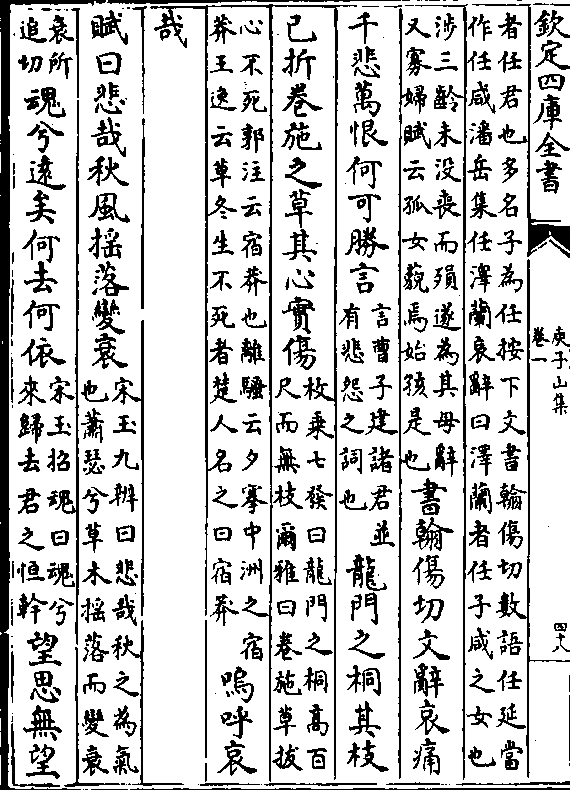 欽定四庫全書
庾子山集
卷一
四十八
者任君也多名子為任按下文書翰傷切數語任延當
作任咸潘岳集任澤蘭哀辭曰澤蘭者任子咸之女也
涉三齡未没喪而殞遂為其母辭
又寡婦賦云孤女藐焉始孩是也
書翰傷切文辭哀痛
千悲萬恨何可勝言
言曹子建諸君並
有悲怨之詞也
龍門之桐其枝
已折卷施之草其心實傷
枚乗七發曰龍門之桐高百
尺而無枝爾雅曰卷施草拔
心不死郭注云宿莽也離騷云夕搴中洲之宿
莽王逸云草冬生不死者楚人名之曰宿莽
嗚呼哀
哉
賦曰悲哉秋風揺落變衰
宋玉九辨曰悲哉秋之為氣
也蕭瑟兮草木揺落而變衰
衰所
追切
魂兮逺矣何去何依
宋玉招魂曰魂兮
來歸去君之恒幹
望思無望